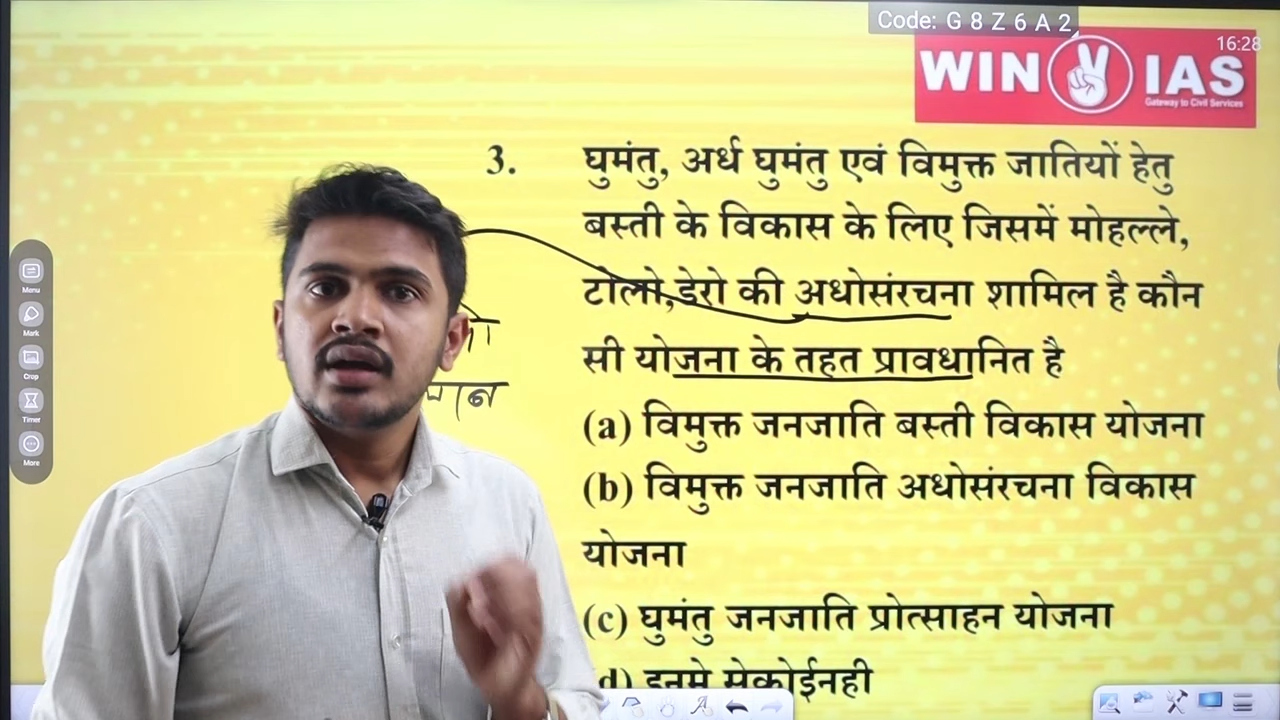 Code: G 8 Z 6 A 2
16:28
WIN IAS
Gateway to Civil Services
3. घुमंतु, अर्ध घुमंतु एवं विमुक्त जातियों हेतु
बस्ती के विकास के लिए जिसमें मोहल्ले,
टोलो,डेरो की अधोसंरचना शामिल है कौन
सी योजना के तहत प्रावधानित है
(a) विमुक्त जनजाति बस्ती विकास योजना
(b) विमुक्त जनजाति अधोसंरचना विकास
योजना
(c) घुमंतु जनजाति प्रोत्साहन योजना
(d) इनमे सेकोईनही
Menu
Mark
Crop
Timer
More